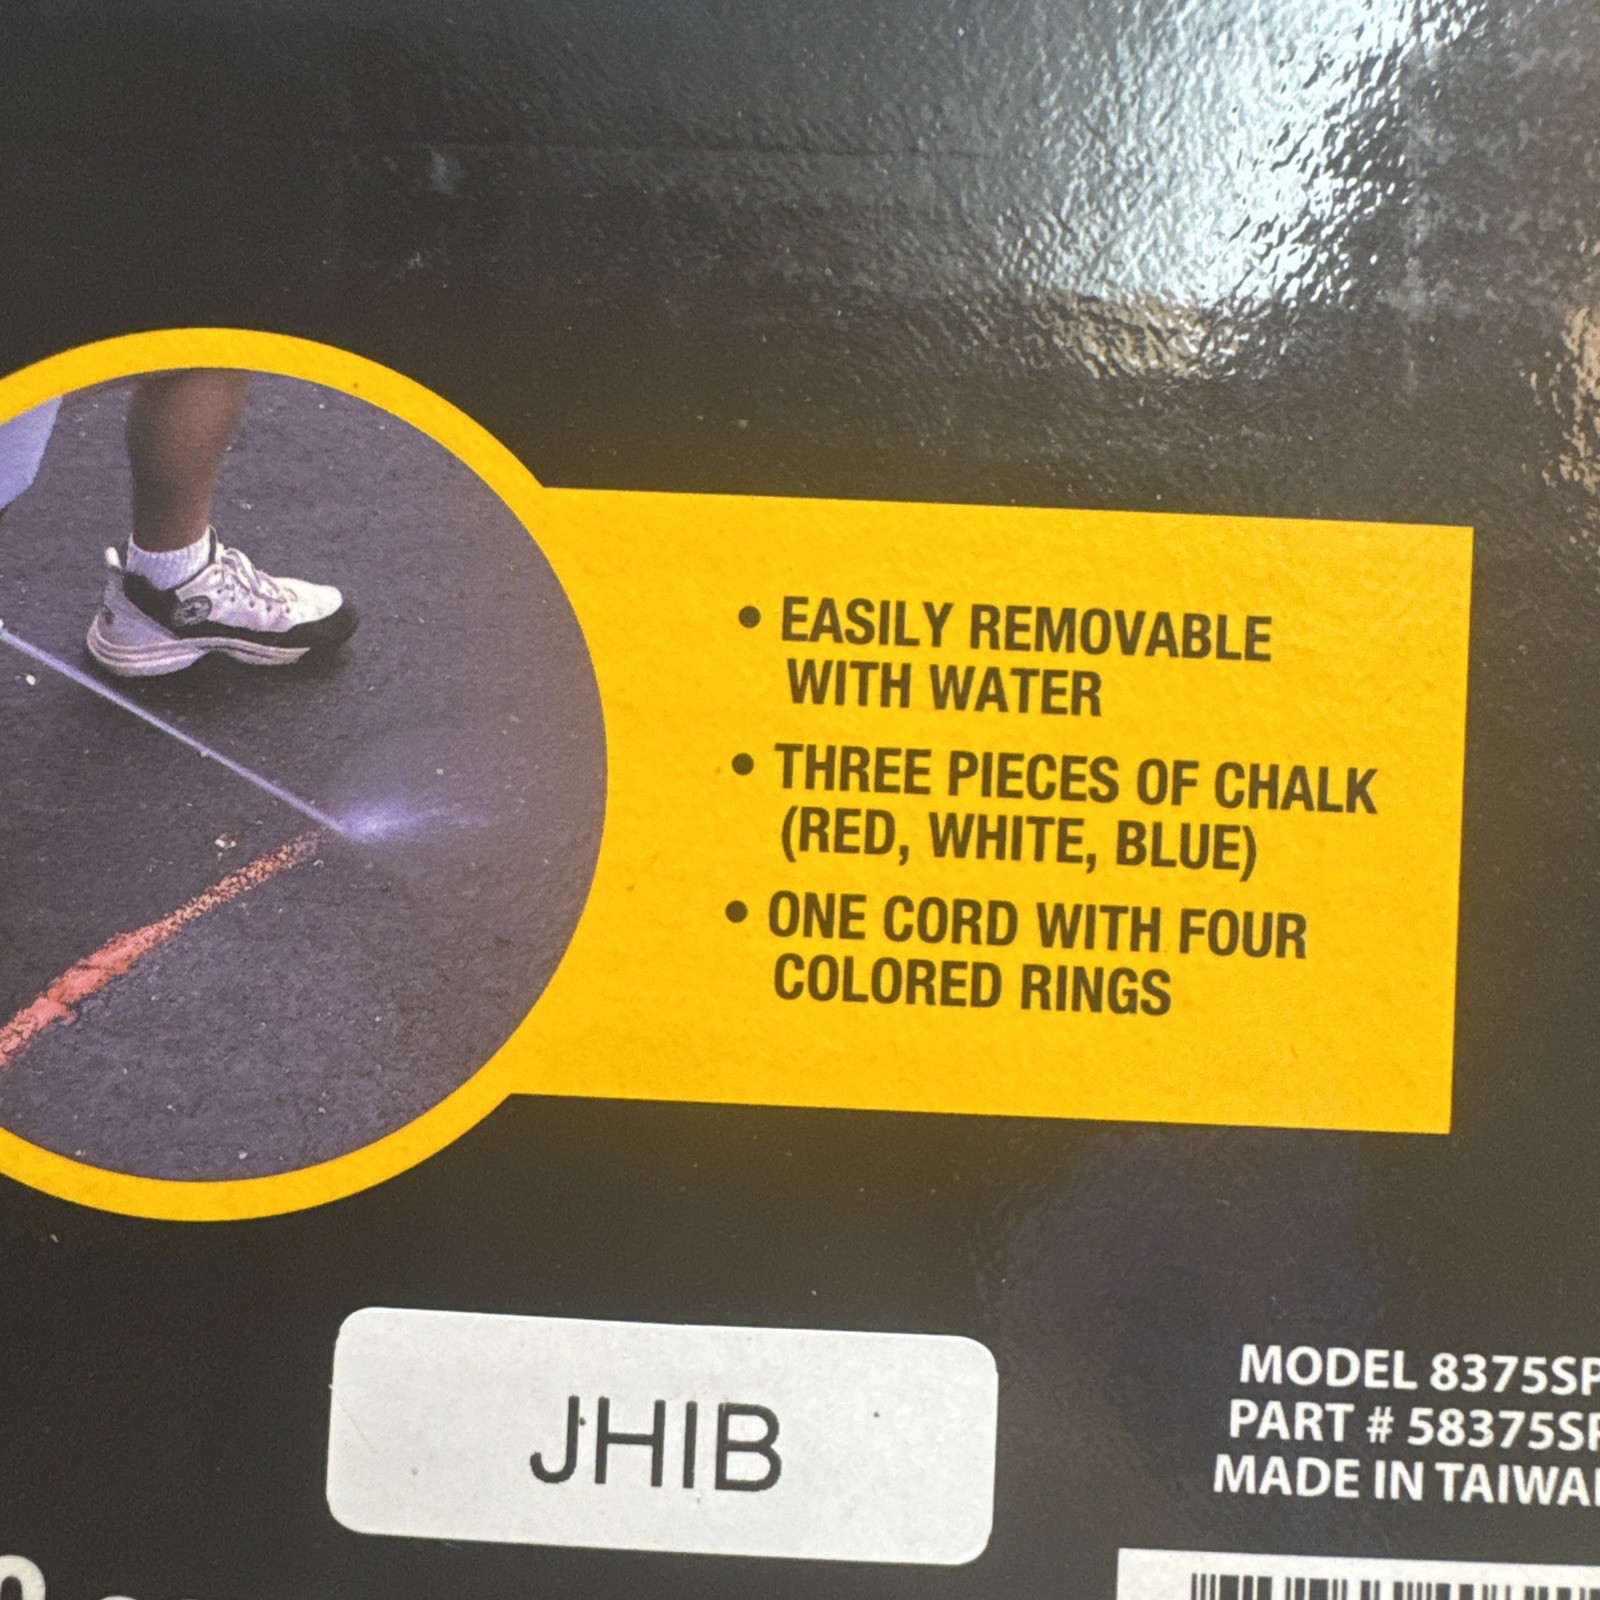 • EASILY REMOVABLE
WITH WATER
• THREE PIECES OF CHALK
(RED, WHITE, BLUE)
• ONE CORD WITH FOUR
COLORED RINGS
JHIB
MODEL 8375SP
PART # 58375SP
MADE IN TAIWA